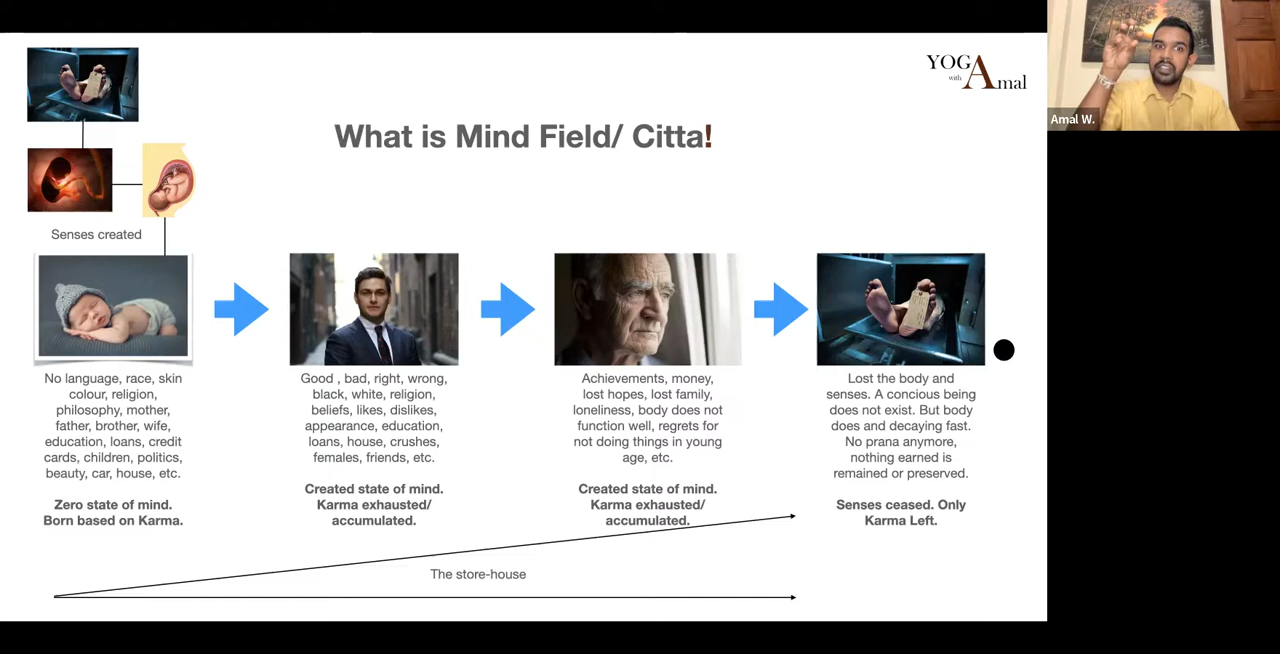 YOGA
with Amal
Amal W.
What is Mind Field/ Citta!
Senses created
No language, race, skin
colour, religion,
philosophy, mother,
father, brother, wife,
education, loans, credit
cards, children, politics,
beauty, car, house, etc.
Zero state of mind.
Born based on Karma.
Good , bad, right, wrong,
black, white, religion,
beliefs, likes, dislikes,
appearance, education,
loans, house, crushes,
females, friends, etc.
Created state of mind.
Karma exhausted/
accumulated.
Achievements, money,
lost hopes, lost family,
loneliness, body does not
function well, regrets for
not doing things in young
age, etc.
Created state of mind.
Karma exhausted/
accumulated.
Lost the body and
senses. A concious being
does not exist. But body
does and decaying fast.
No prana anymore,
nothing earned is
remained or preserved.
Senses ceased. Only
Karma Left.
The store-house